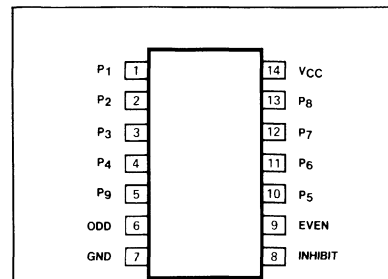 P1 1 14 VCC
P2 2 13 P8
P3 3 12 P7
P4 4 11 P6
P9 5 10 P5
ODD 6 9 EVEN
GND 7 8 INHIBIT